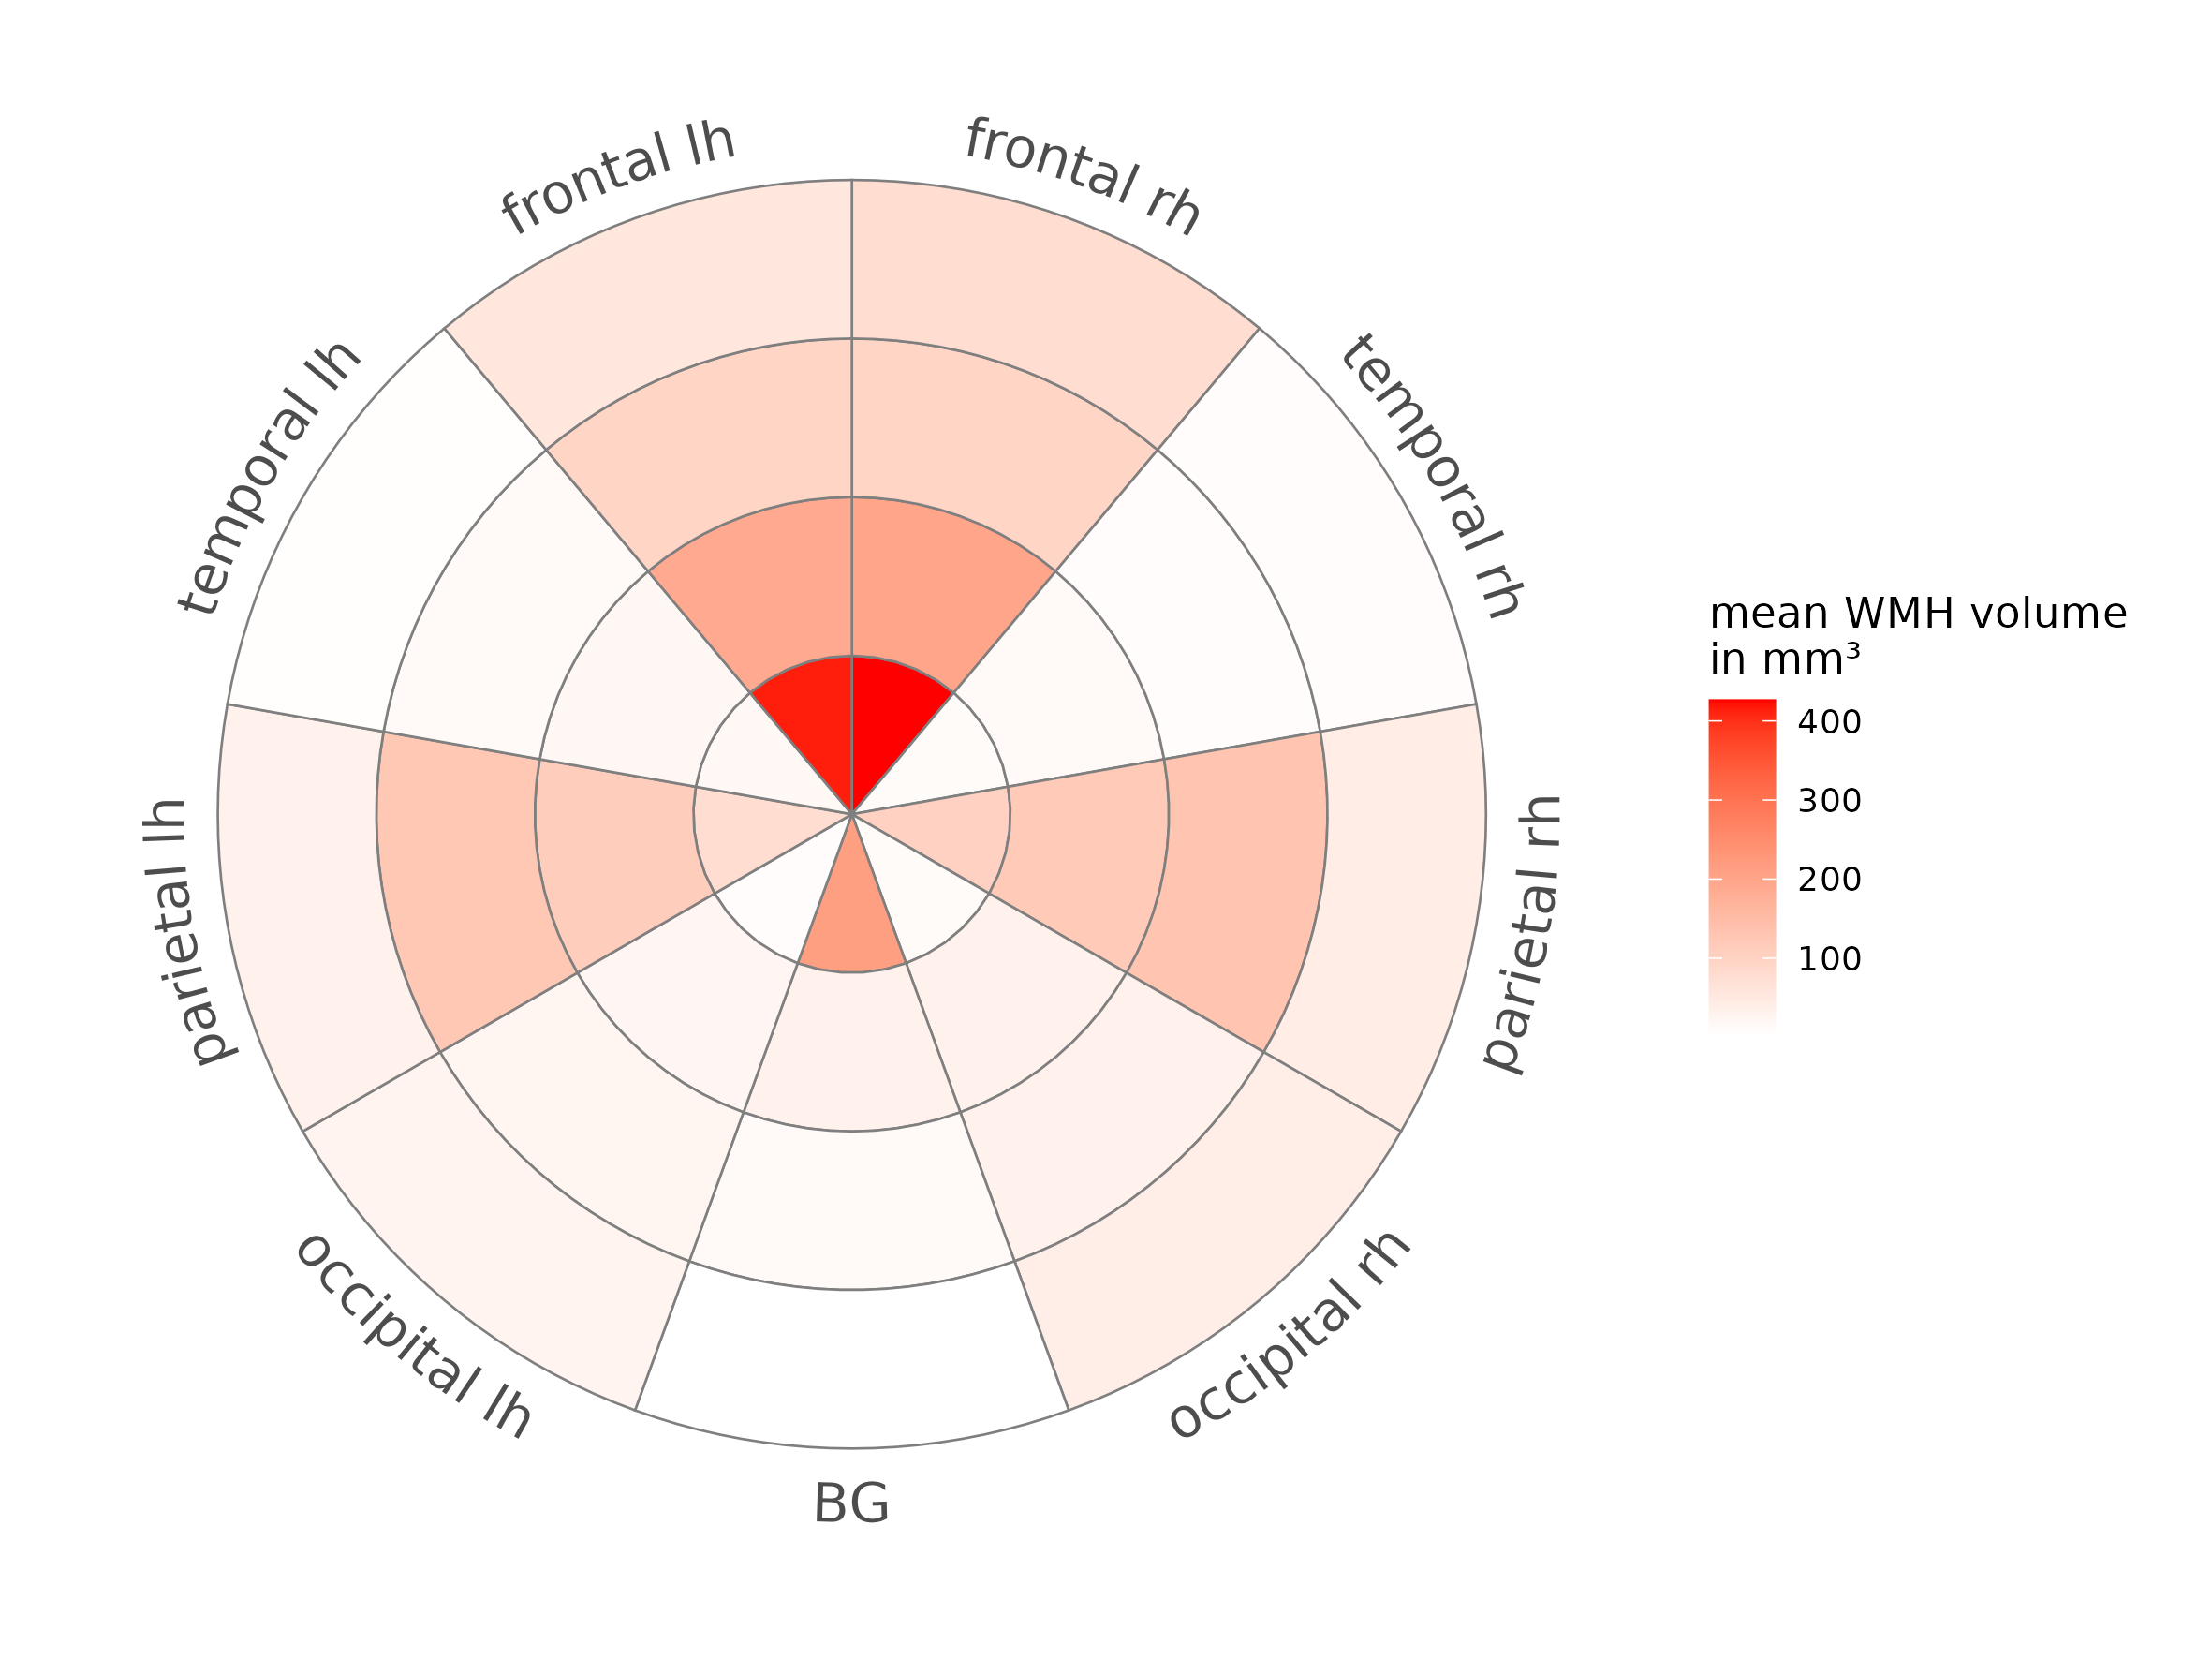 frontal lh
frontal rh
temporal lh
temporal rh
parietal lh
parietal rh
occipital lh
occipital rh
BG
mean WMH volume
in mm³
400
300
200
100